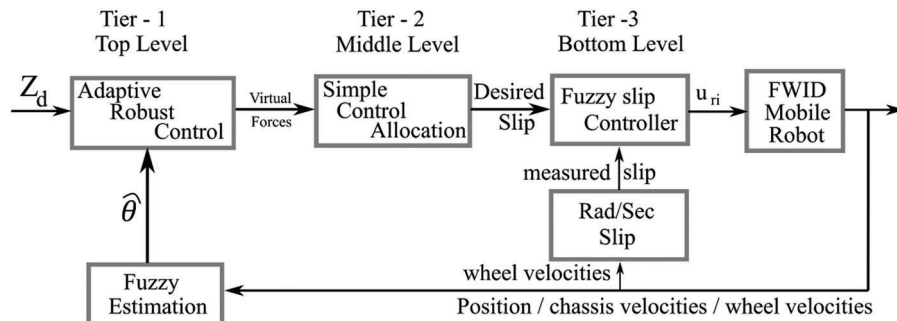 Tier - 1
Top Level
Tier - 2
Middle Level
Tier -3
Bottom Level
Z d
Adaptive
Robust
Control
Virtual
Forces
Simple
Control
Allocation
Desired
Slip
Fuzzy slip
Controller
u ri
FWID
Mobile
Robot
measured slip
θ̂
Rad/Sec
Slip
wheel velocities
Fuzzy
Estimation
Position / chassis velocities / wheel velocities